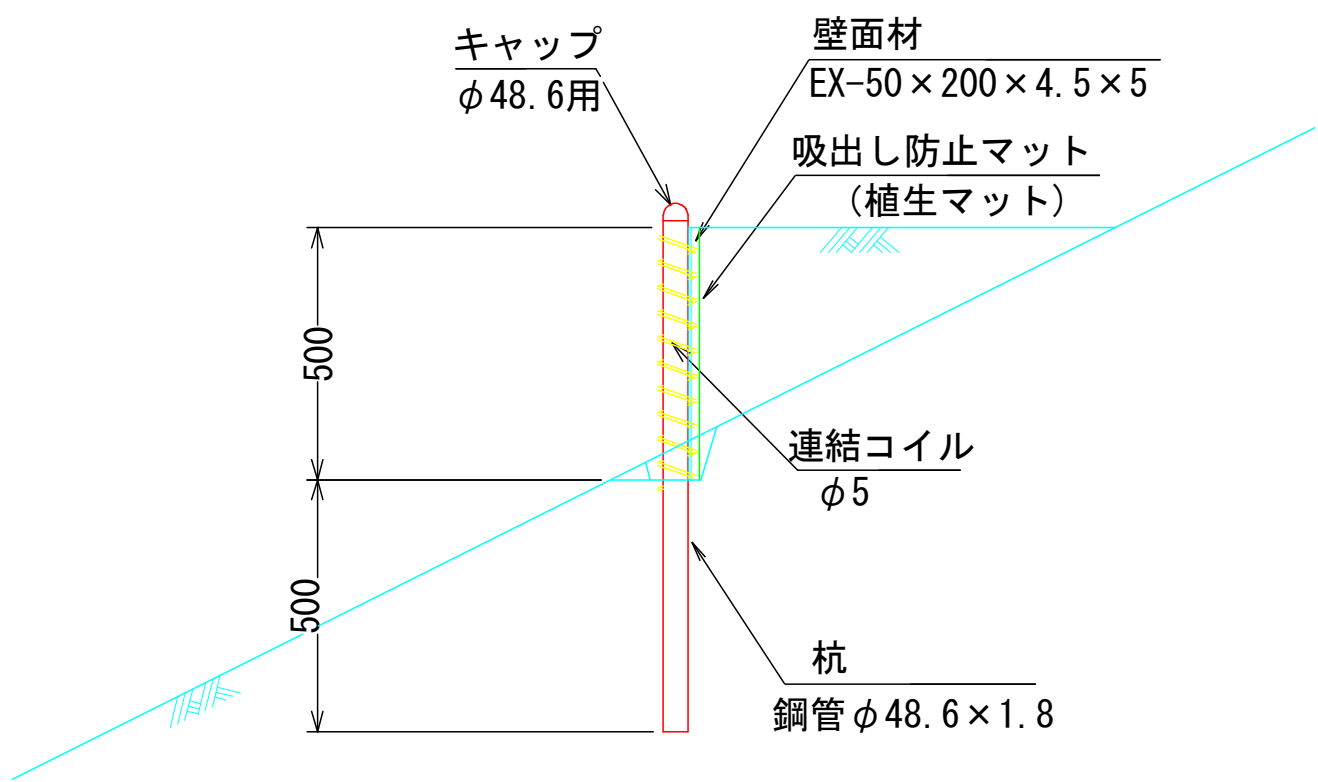 キャップ
φ48.6用
壁面材
EX-50×200×4.5×5
吸出し防止マット
(植生マット)
500
連結コイル
φ5
500
杭
鋼管φ48.6×1.8